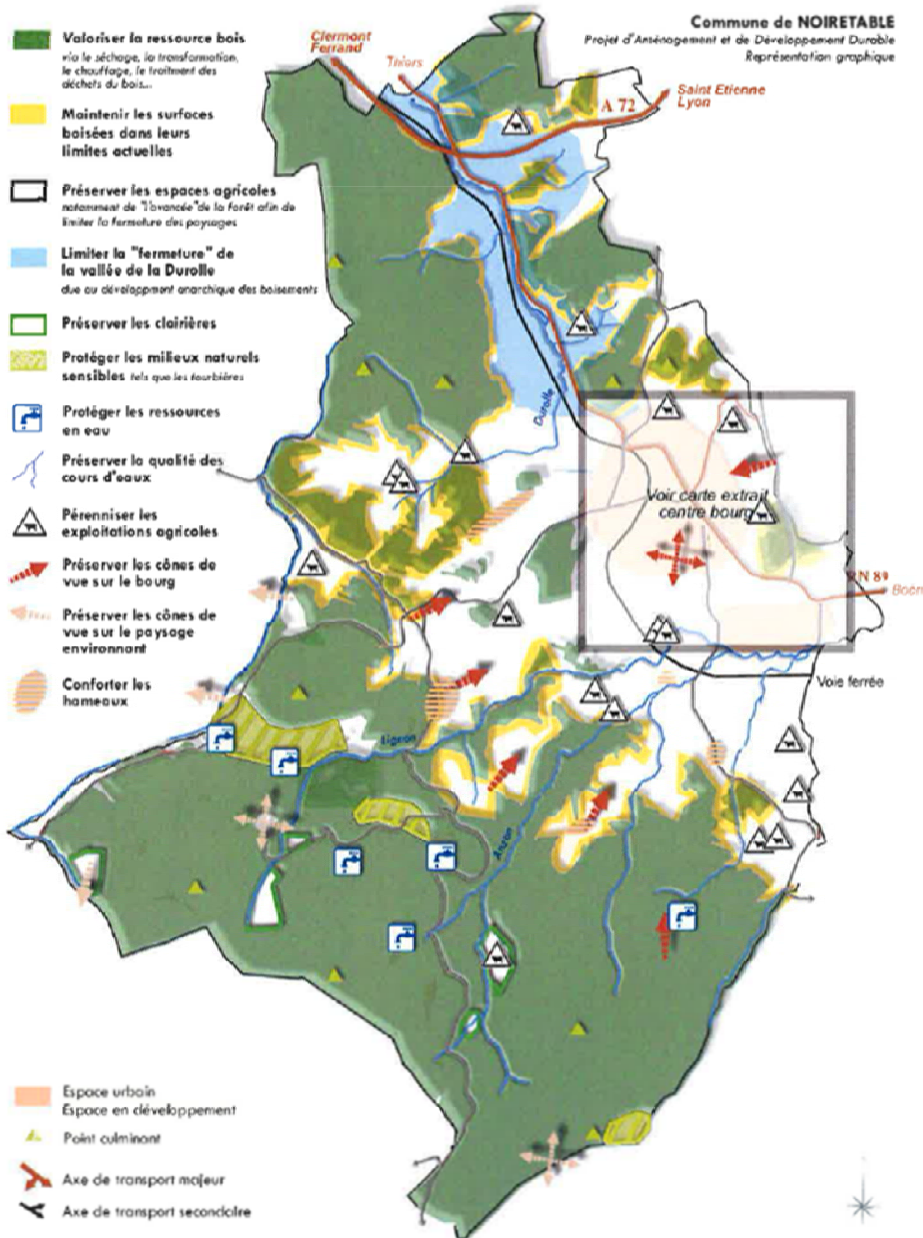 Commune de NOIRETABLE
Projet d'Aménagement et de Développement Durable
Représentation graphique
Valoriser la ressource bois
via le séchage, la transformation,
le chauffage, le traitment des
déchets du bois...
Maintenir les surfaces
boisées dans leurs
limites actuelles
Préserver les espaces agricoles
notamment de "l'avancée" de la forêt afin de
limiter la fermeture des paysages
Limiter la "fermeture" de
la vallée de la Durolle
due au développment anarchique des boisements
Préserver les clairières
Protéger les milieux naturels
sensibles tels que les tourbières
Protéger les ressources
en eau
Préserver la qualité des
cours d'eaux
Pérenniser les
exploitations agricoles
Préserver les cônes de
vue sur le bourg
Préserver les cônes de
vue sur le paysage
environnant
Conforter les
hameaux
Clermont
Ferrand
Thiers
A 72
Saint Etienne
Lyon
Durolle
Voir carte extrait
centre bourg
RN 89
Boën
Voie ferrée
Lignon
Anzon
Espace urbain
Espace en développement
Point culminant
Axe de transport majeur
Axe de transport secondaire